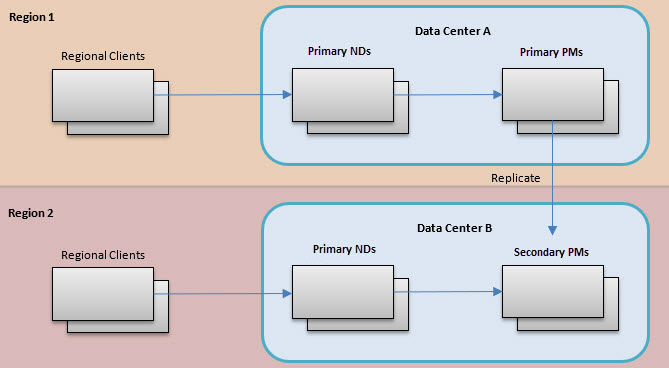 Region 1
Data Center A
Regional Clients
Primary NDs
Primary PMs
Replicate
Region 2
Data Center B
Regional Clients
Primary NDs
Secondary PMs